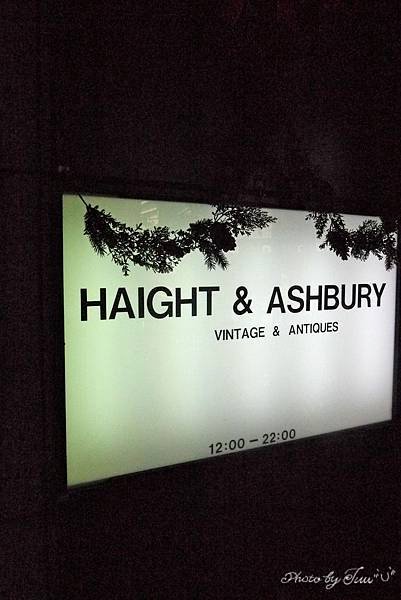 HAIGHT & ASHBURY
VINTAGE & ANTIQUES
12:00 – 22:00
Photo by